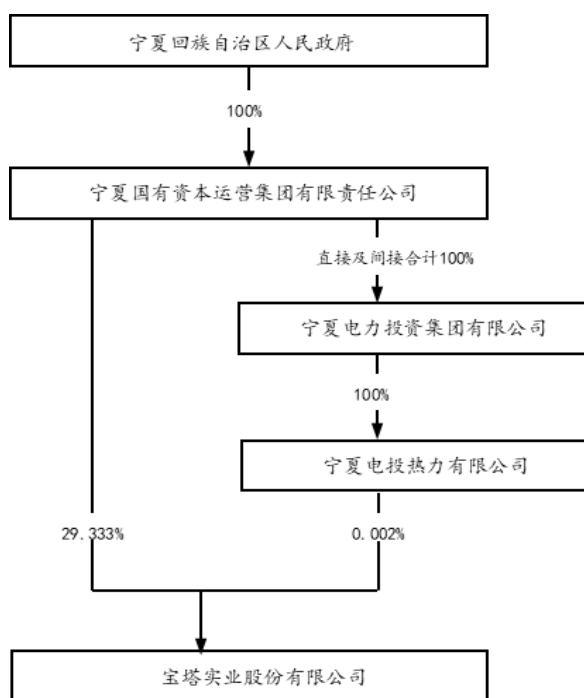 宁夏回族自治区人民政府
100%
宁夏国有资本运营集团有限责任公司
直接及间接合计100%
宁夏电力投资集团有限公司
100%
宁夏电投热力有限公司
29.333%
0.002%
宝塔实业股份有限公司